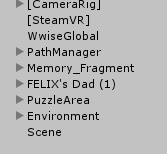 [CameraRig]
[SteamVR]
WwiseGlobal
PathManager
Memory_Fragment
FELIX's Dad (1)
PuzzleArea
Environment
Scene